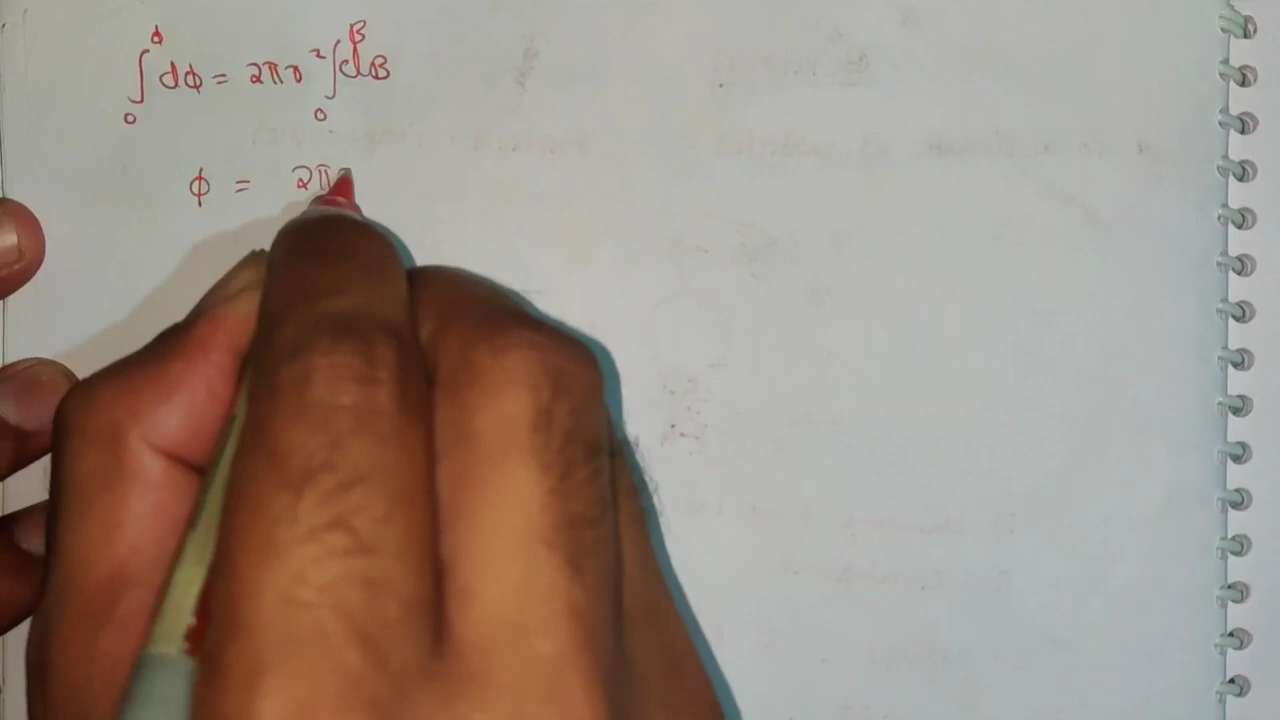 ∫₀^ϕ dϕ = 2πr² ∫₀^B dB
ϕ = 2π